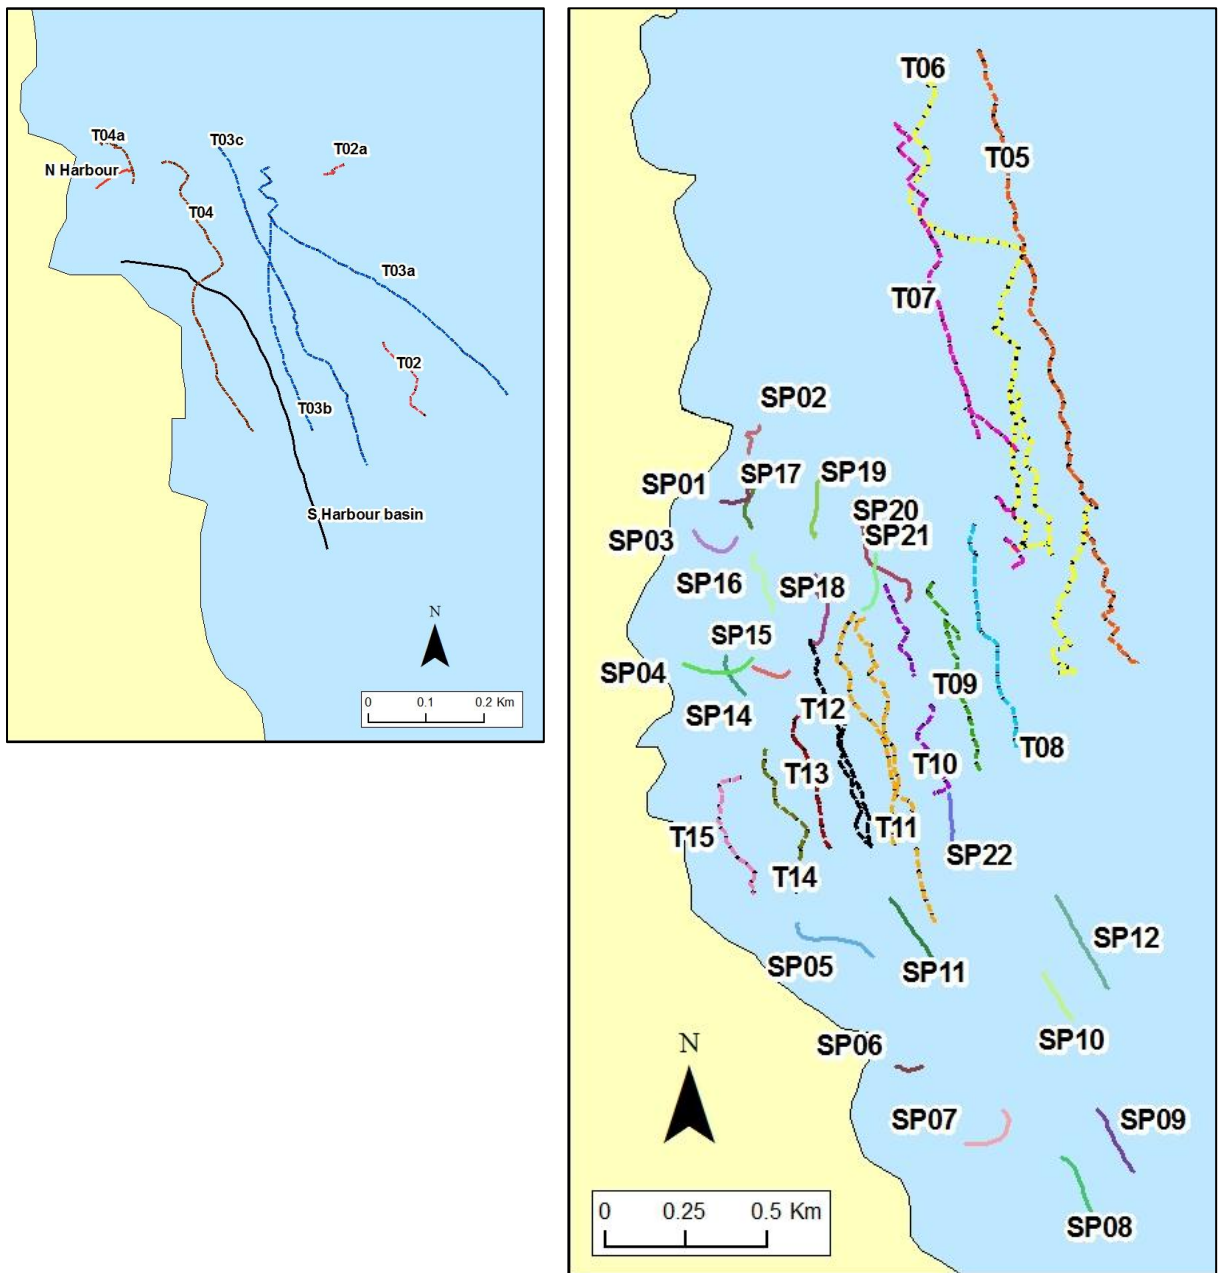 T04a
T03c
T02a
N Harbour
T04
T03a
T02
T03b
S Harbour basin
N
0 0.1 0.2 Km
T06
T05
T07
SP02
SP17
SP19
SP01
SP20
SP21
SP03
SP16
SP18
SP15
SP04
T09
SP14
T12
T08
T13
T10
T11
T15
SP22
T14
SP12
SP05
SP11
SP10
SP06
N
SP07
SP09
SP08
0 0.25 0.5 Km